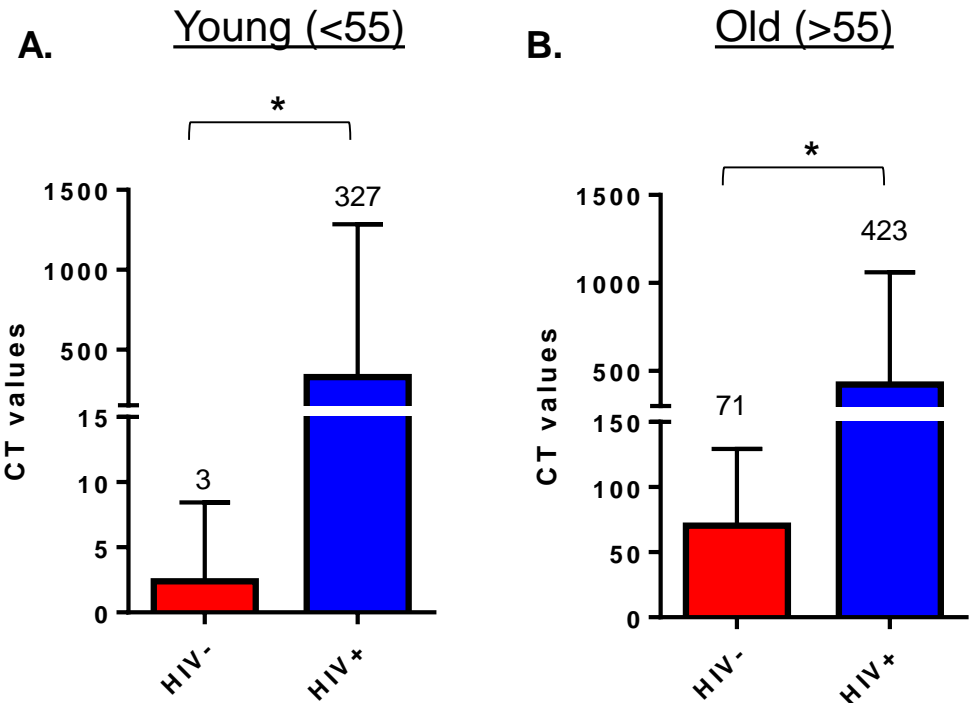 A.
Young (<55)
*
327
3
1500
1000
500
15
10
5
0
CT values
HIV-
HIV+
B.
Old (>55)
*
423
71
1500
1000
500
150
100
50
0
CT values
HIV-
HIV+